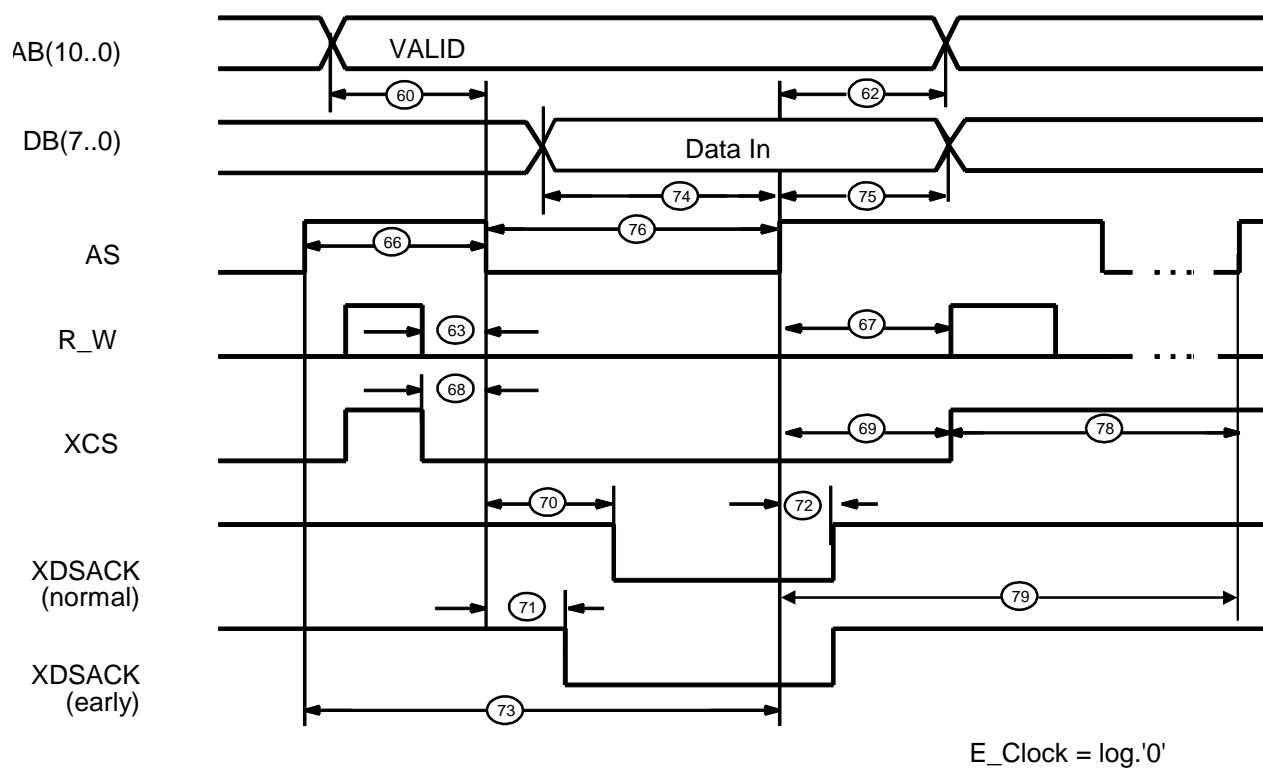 AB(10..0)
VALID
60
62
DB(7..0)
Data In
74
75
AS
66
76
R_W
63
67
68
XCS
69
78
70
72
XDSACK
(normal)
71
79
XDSACK
(early)
73
E_Clock = log.'0'